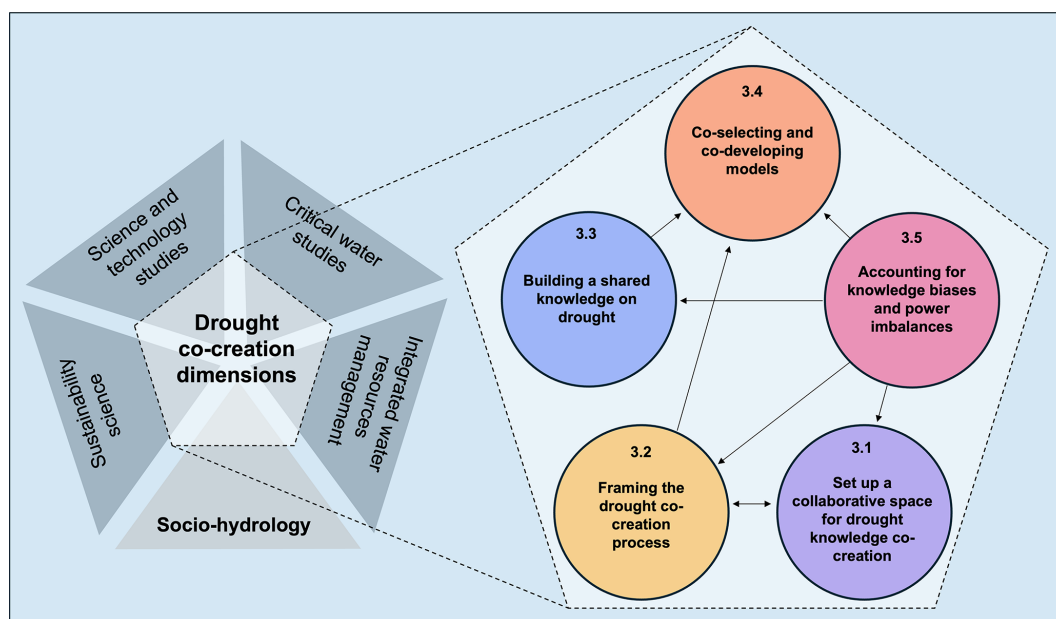 Science and
technology
studies
Critical water
studies
Sustainability
science
Integrated water
resources
management
Socio-hydrology
Drought
co-creation
dimensions
3.4
Co-selecting and
co-developing
models
3.3
Building a shared
knowledge on
drought
3.5
Accounting for
knowledge biases
and power
imbalances
3.2
Framing the
drought co-
creation
process
3.1
Set up a
collaborative space
for drought
knowledge co-
creation